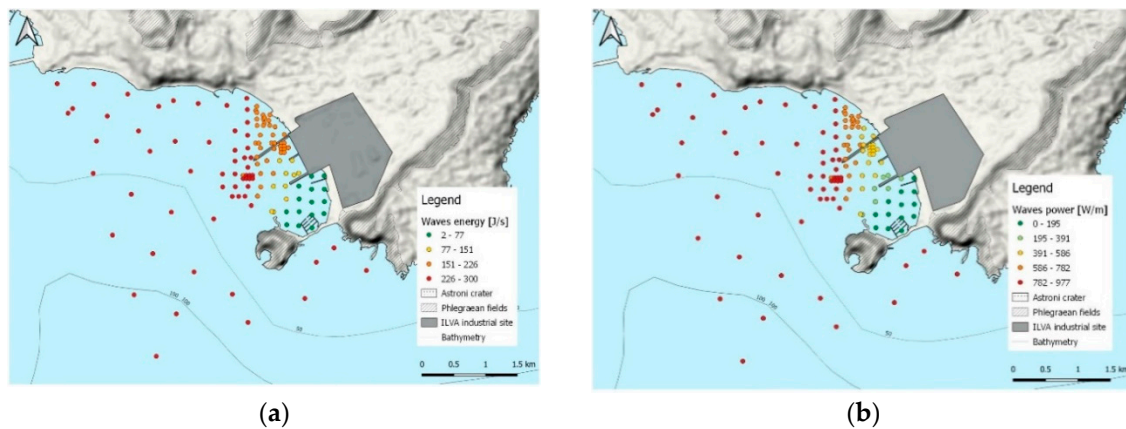 Legend
Waves energy [J/s]
2 - 77
77 - 151
151 - 226
226 - 300
Astroni crater
Phlegraean fields
ILVA industrial site
Bathymetry
0 0.5 1 1.5 km
50
(a)
Legend
Waves power [W/m]
0 - 195
195 - 391
391 - 586
586 - 782
782 - 977
Astroni crater
Phlegraean fields
ILVA industrial site
Bathymetry
0 0.5 1 1.5 km
50
(b)